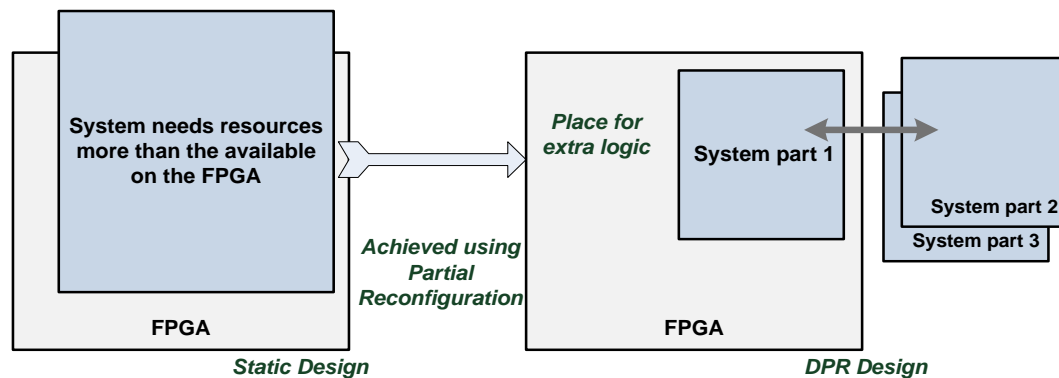 System needs resources
more than the available
on the FPGA
FPGA
Static Design
Achieved using
Partial
Reconfiguration
Place for
extra logic
System part 1
FPGA
System part 2
System part 3
DPR Design